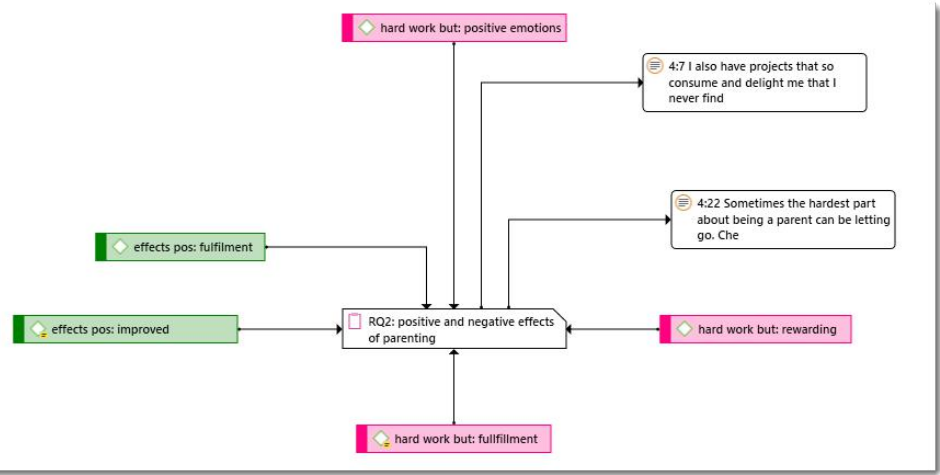 hard work but: positive emotions
4:7 I also have projects that so
consume and delight me that I
never find
4:22 Sometimes the hardest part
about being a parent can be letting
go. Che
effects pos: fulfilment
effects pos: improved
RQ2: positive and negative effects
of parenting
hard work but: rewarding
hard work but: fullfillment